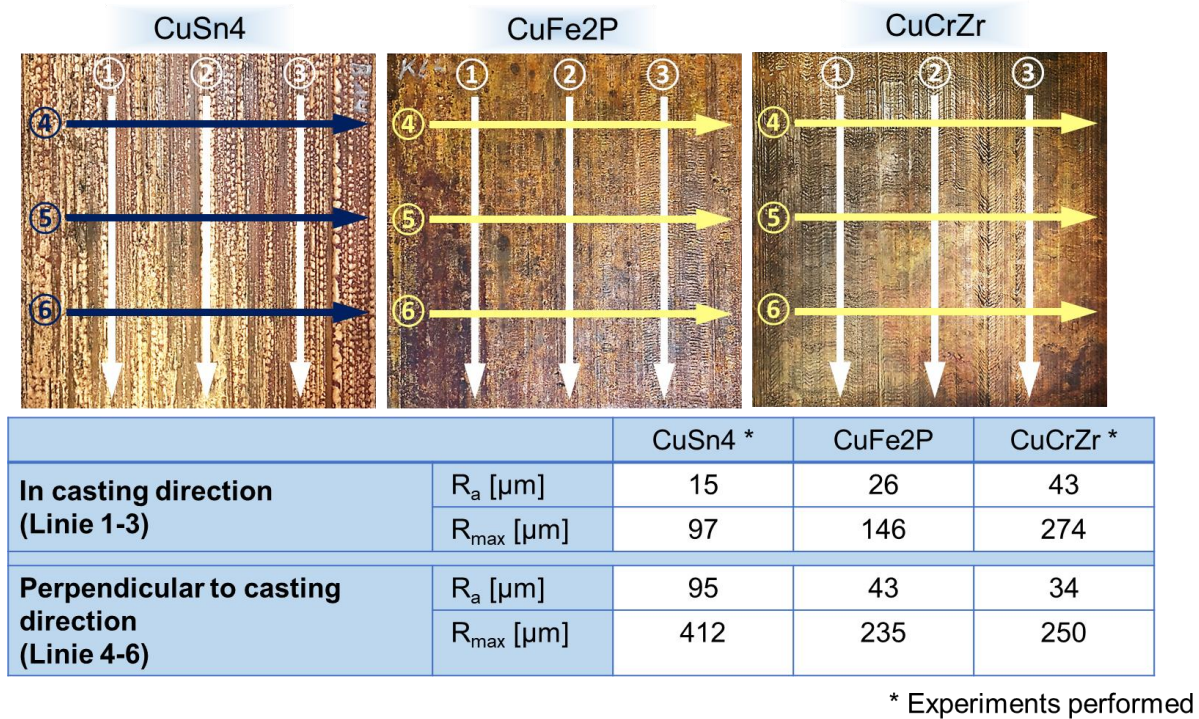 CuSn4 CuFe2P CuCrZr
① ② ③ ① ② ③ ① ② ③
④ ④ ④
⑤ ⑤ ⑤
⑥ ⑥ ⑥
CuSn4 * CuFe2P CuCrZr *
In casting direction
(Linie 1-3)
Rₐ [µm] 15 26 43
Rmax [µm] 97 146 274
Perpendicular to casting
direction
(Linie 4-6)
Rₐ [µm] 95 43 34
Rmax [µm] 412 235 250
* Experiments performed